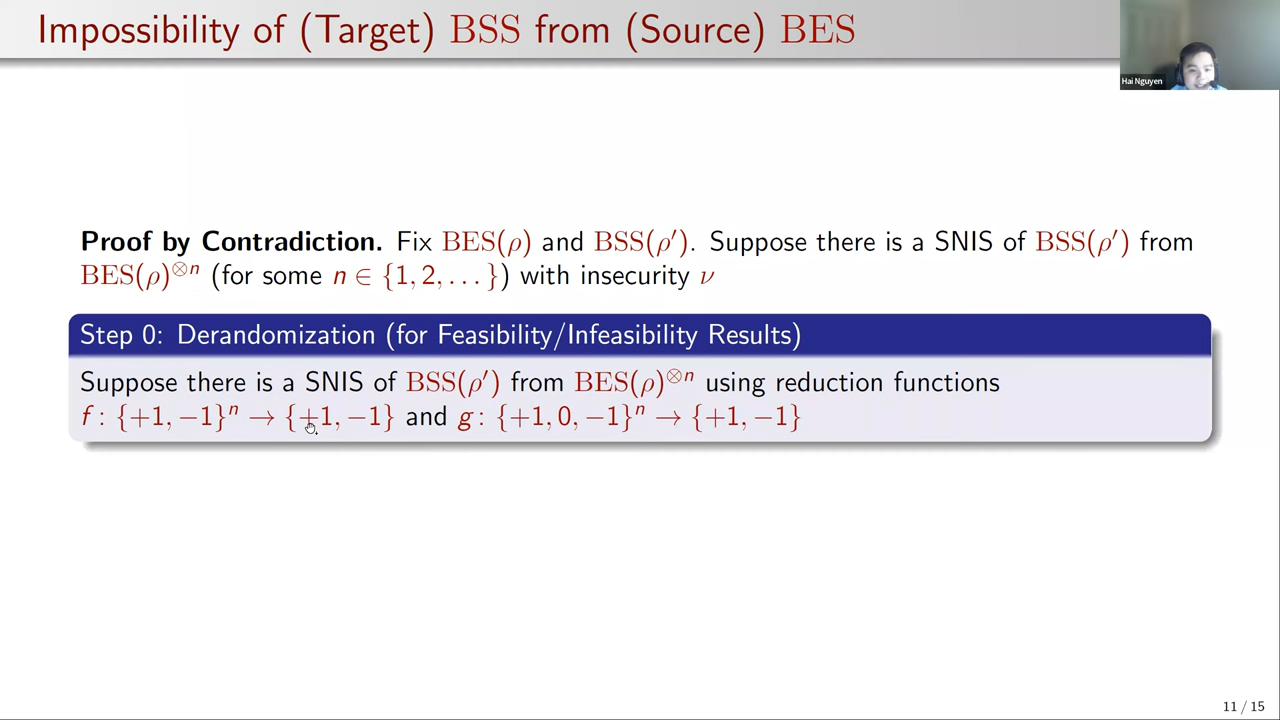 Impossibility of (Target) BSS from (Source) BES
Hai Nguyen
Proof by Contradiction. Fix BES(ρ) and BSS(ρ′). Suppose there is a SNIS of BSS(ρ′) from
BES(ρ)⊗ⁿ (for some n ∈ {1, 2, . . . }) with insecurity ν
Step 0: Derandomization (for Feasibility/Infeasibility Results)
Suppose there is a SNIS of BSS(ρ′) from BES(ρ)⊗ⁿ using reduction functions
f : {+1, −1}ⁿ → {+1, −1} and g : {+1, 0, −1}ⁿ → {+1, −1}
11 / 15